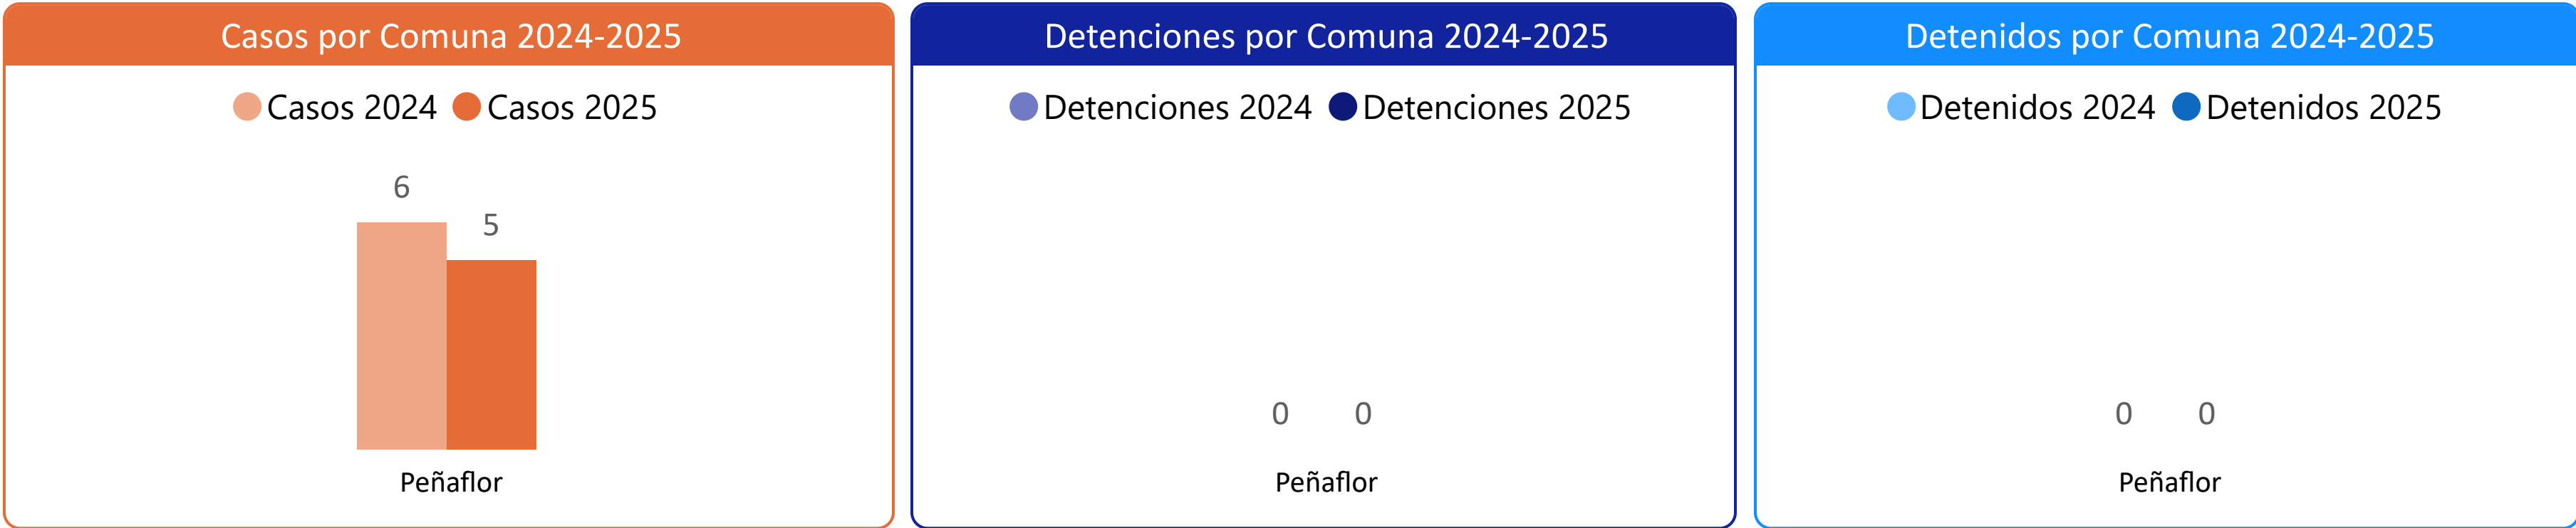 Casos por Comuna 2024-2025
Casos 2024 Casos 2025
6
5
Peñaflor
Detenciones por Comuna 2024-2025
Detenciones 2024 Detenciones 2025
0 0
Peñaflor
Detenidos por Comuna 2024-2025
Detenidos 2024 Detenidos 2025
0 0
Peñaflor